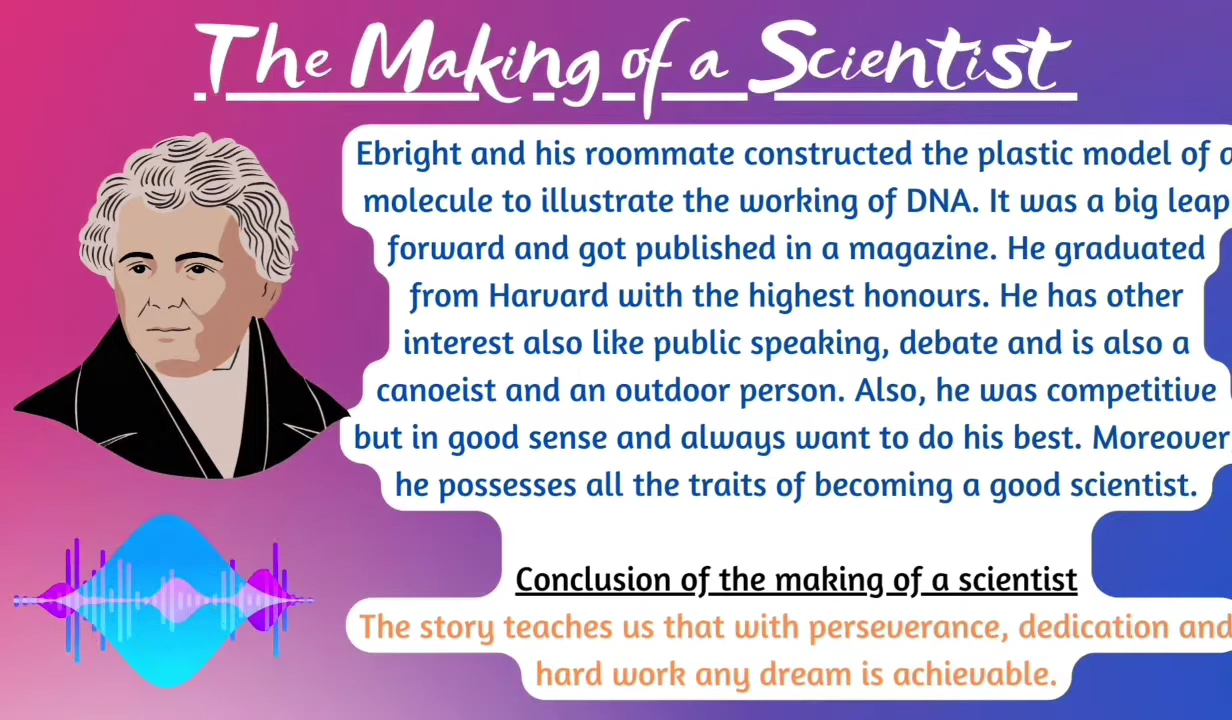 The Making of a Scientist
Ebright and his roommate constructed the plastic model of a
molecule to illustrate the working of DNA. It was a big leap
forward and got published in a magazine. He graduated
from Harvard with the highest honours. He has other
interest also like public speaking, debate and is also a
canoeist and an outdoor person. Also, he was competitive
but in good sense and always want to do his best. Moreover,
he possesses all the traits of becoming a good scientist.
Conclusion of the making of a scientist
The story teaches us that with perseverance, dedication and
hard work any dream is achievable.